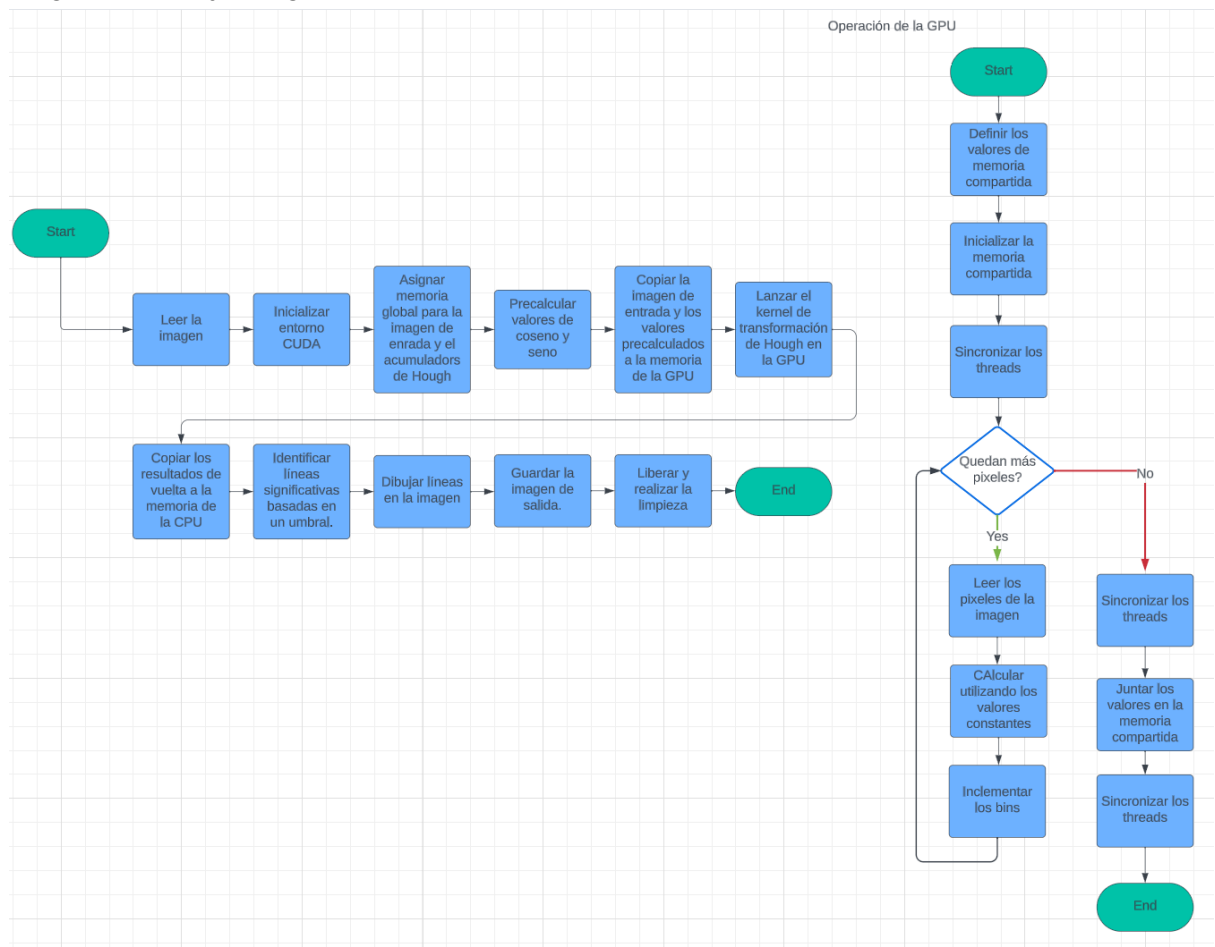 Operación de la GPU
Start
Leer la
imagen
Inicializar
entorno
CUDA
Asignar
memoria
global para la
imagen de
enrada y el
acumuladors
de Hough
Precalcular
valores de
coseno y
seno
Copiar la
imagen de
entrada y los
valores
precalculados
a la memoria
de la GPU
Lanzar el
kernel de
transformación
de Hough en
la GPU
Copiar los
resultados de
vuelta a la
memoria de
la CPU
Identificar
líneas
significativas
basadas en
un umbral.
Dibujar líneas
en la imagen
Guardar la
imagen de
salida.
Liberar y
realizar la
limpieza
End
Start
Definir los
valores de
memoria
compartida
Inicializar la
memoria
compartida
Sincronizar los
threads
Quedan más
pixeles?
Yes
No
Leer los
pixeles de la
imagen
CAlcular
utilizando los
valores
constantes
Inclementar
los bins
Sincronizar los
threads
Juntar los
valores en la
memoria
compartida
Sincronizar los
threads
End